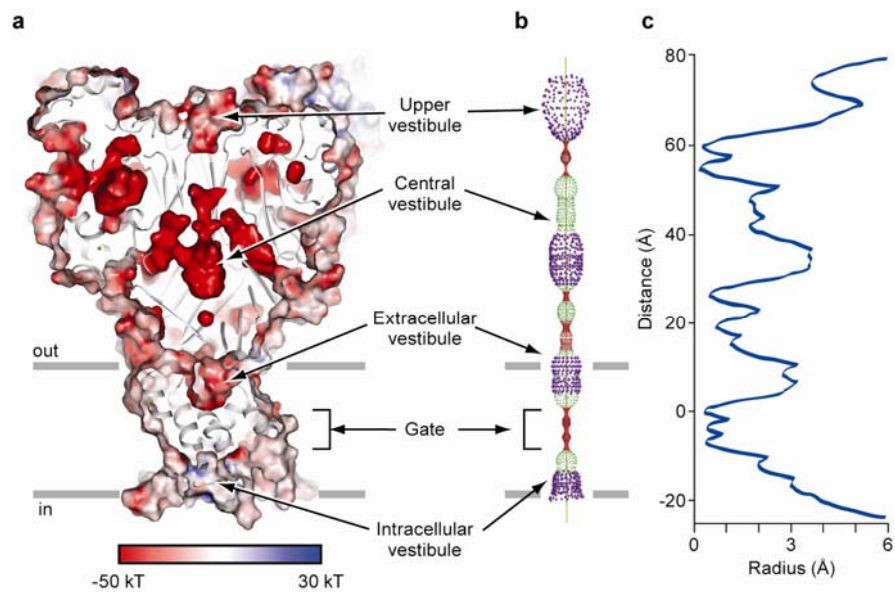 a
b
c
Upper
vestibule
Central
vestibule
Extracellular
vestibule
out
Gate
in
Intracellular
vestibule
-50 kT
30 kT
80
60
40
20
0
-20
Distance (Å)
0
3
6
Radius (Å)